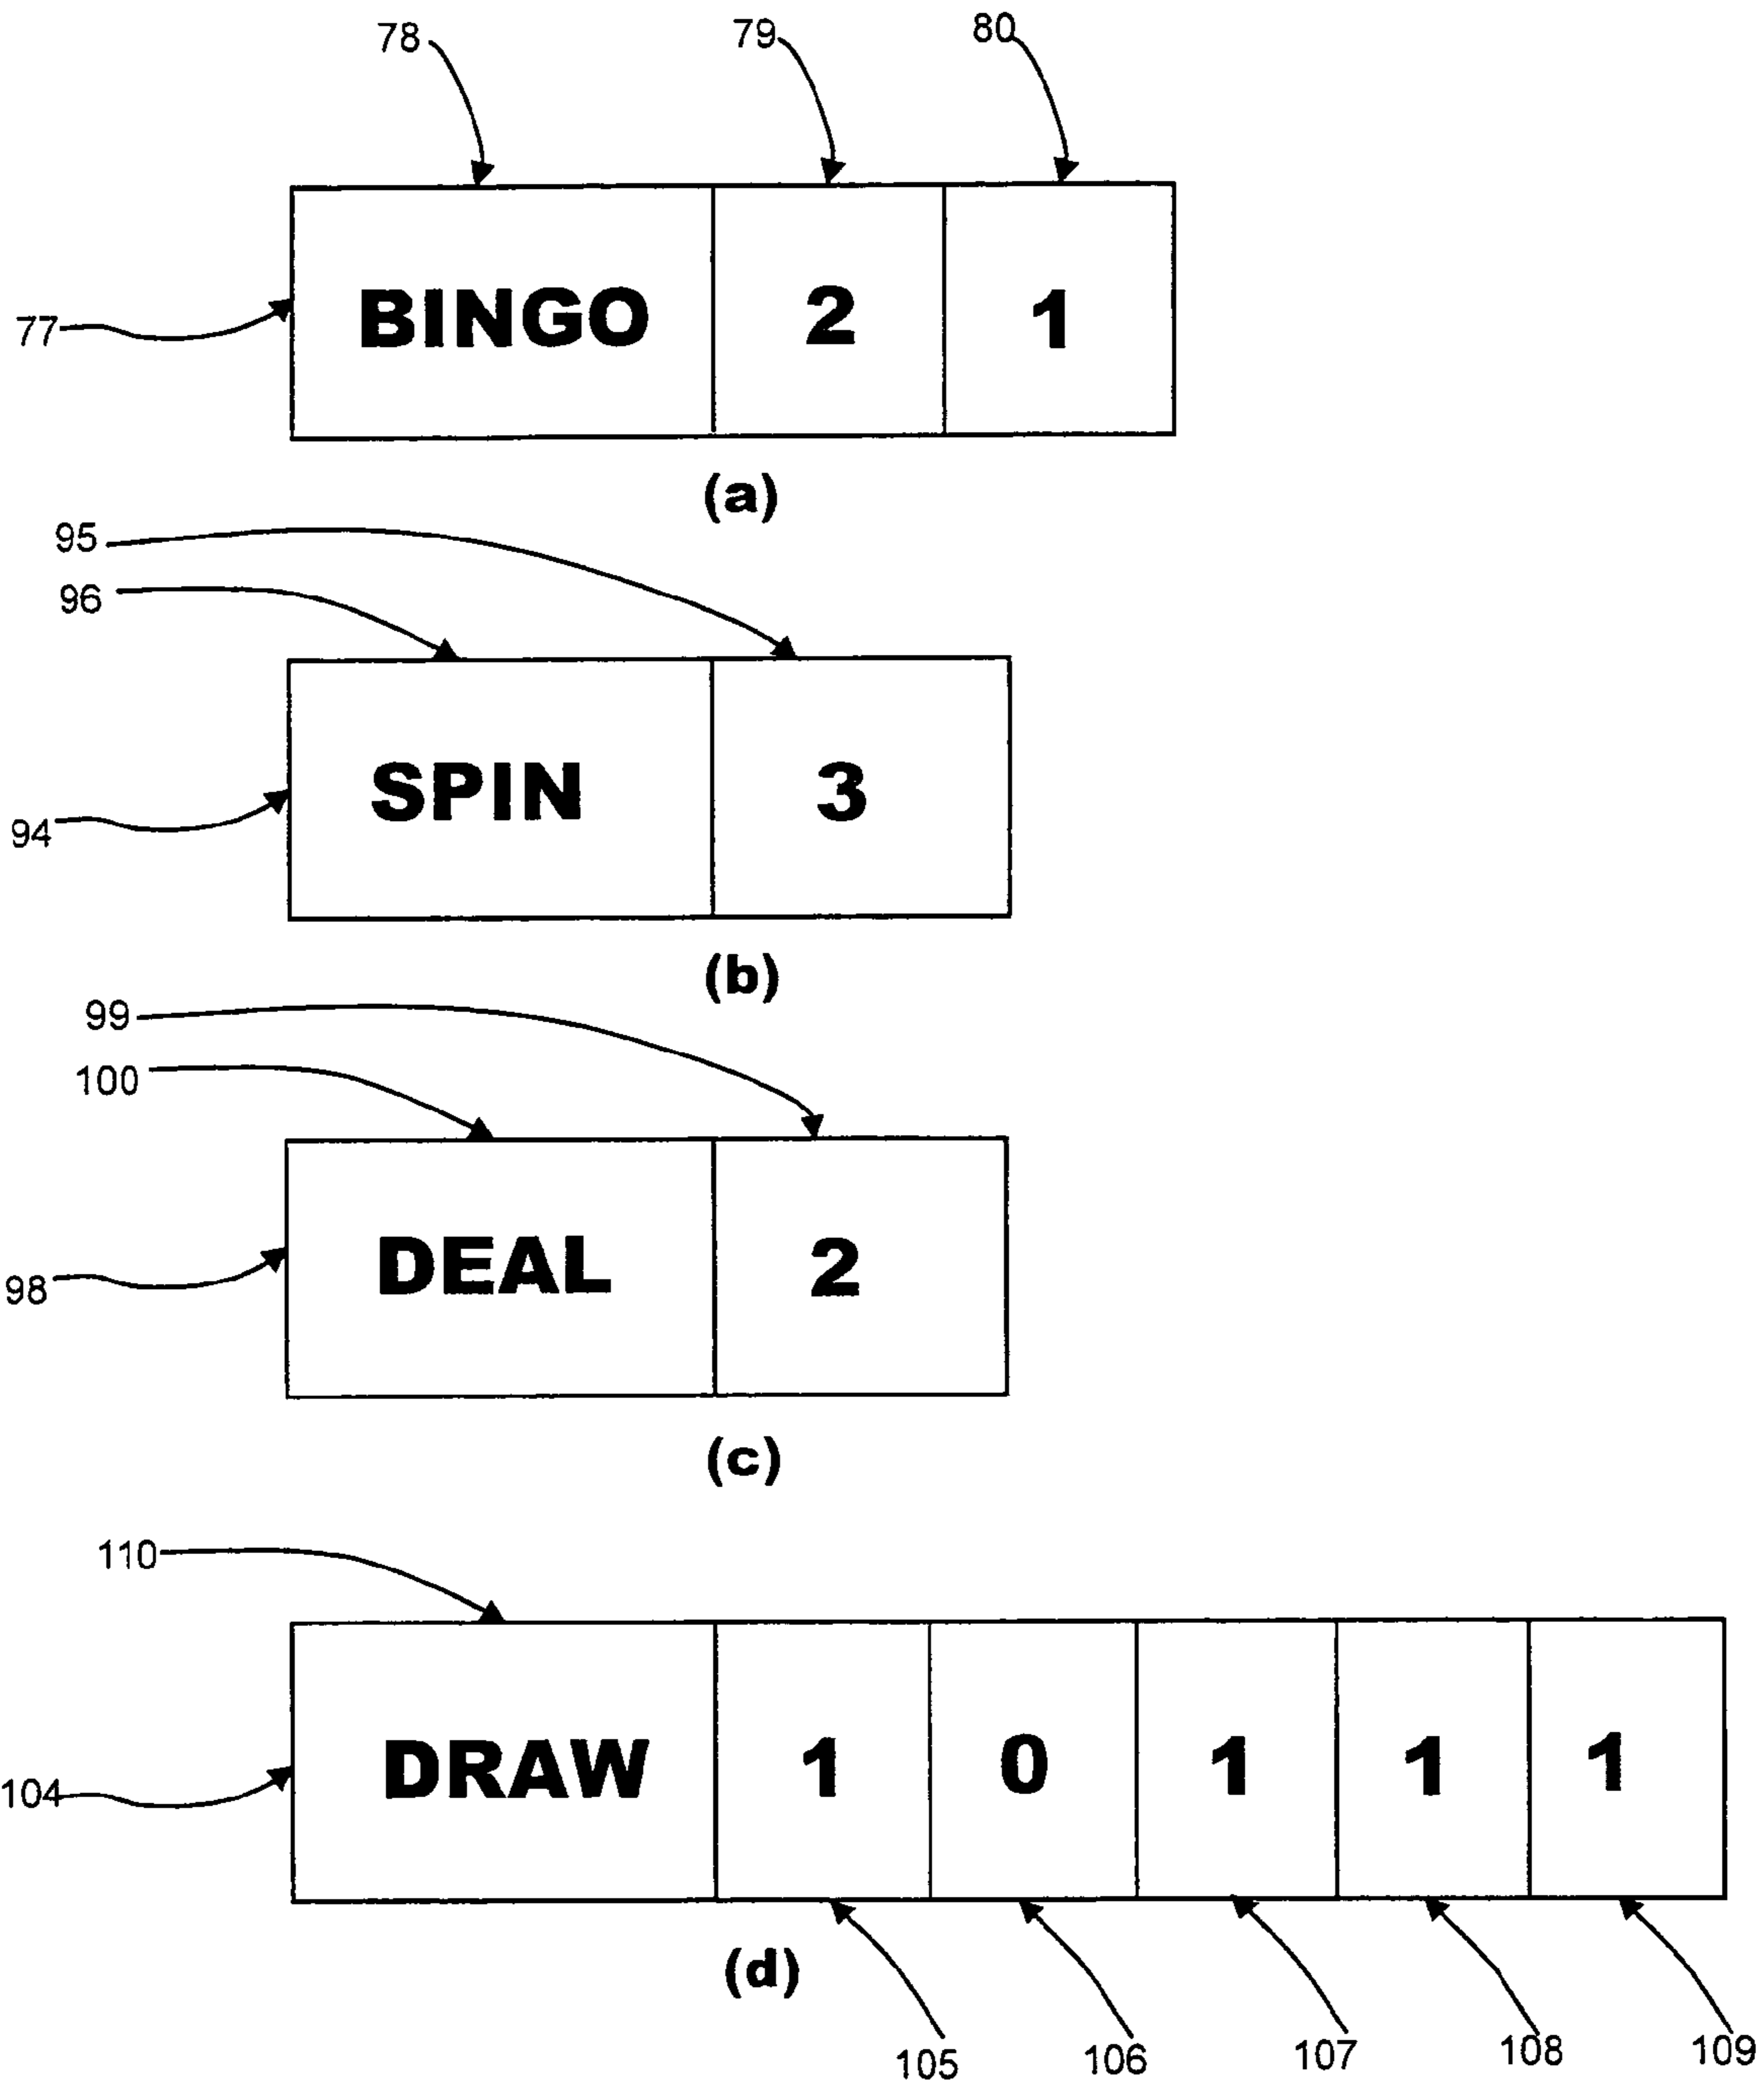 78 79 80
77 BINGO 2 1
(a)
95
96
94 SPIN 3
(b)
99
100
98 DEAL 2
(c)
110
104 DRAW 1 0 1 1 1
(d)
105 106 107 108 109